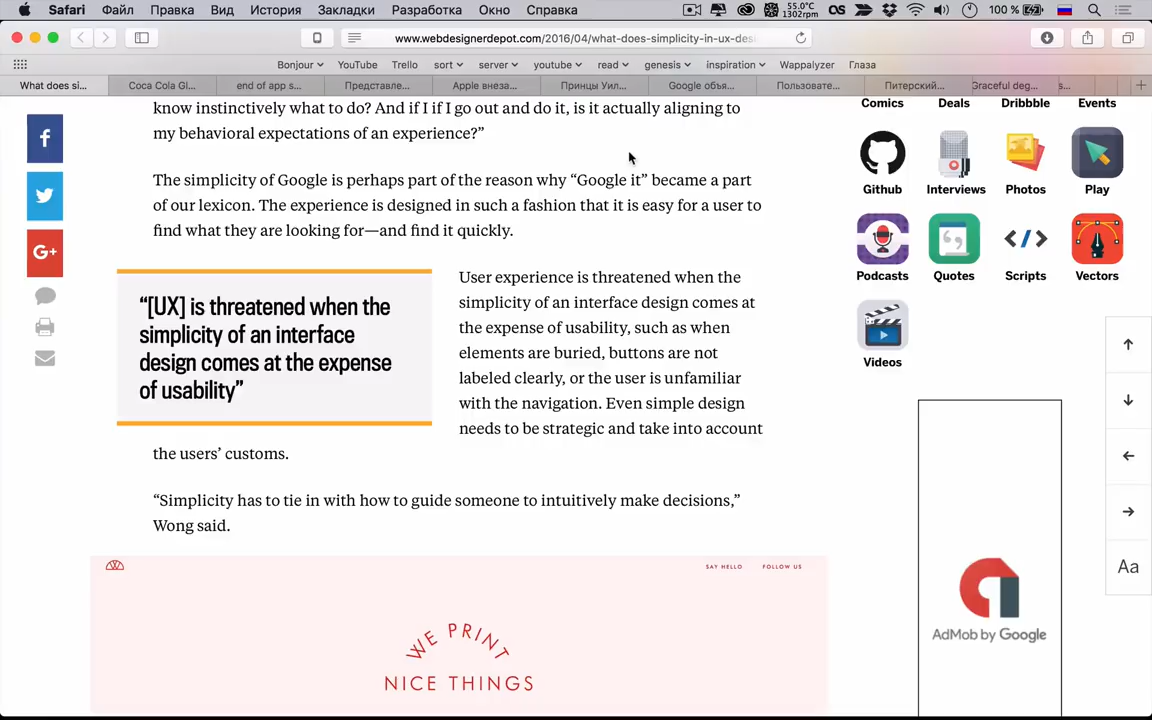 Safari Файл Правка Вид История Закладки Разработка Окно Справка
55.0°C
1302rpm
100 %
www.webdesignerdepot.com/2016/04/what-does-simplicity-in-ux-des
Bonjour YouTube Trello sort server youtube read genesis inspiration Wappalyzer Глаза
What does si... Coca Cola Gl... end of app s... Представле... Apple внеза... Принцы Уил... Google объя... Пользовате... Питерский... Graceful deg... s...
know instinctively what to do? And if I if I go out and do it, is it actually aligning to
my behavioral expectations of an experience?”
The simplicity of Google is perhaps part of the reason why “Google it” became a part
of our lexicon. The experience is designed in such a fashion that it is easy for a user to
find what they are looking for—and find it quickly.
“[UX] is threatened when the
simplicity of an interface
design comes at the expense
of usability”
User experience is threatened when the
simplicity of an interface design comes at
the expense of usability, such as when
elements are buried, buttons are not
labeled clearly, or the user is unfamiliar
with the navigation. Even simple design
needs to be strategic and take into account
the users’ customs.
“Simplicity has to tie in with how to guide someone to intuitively make decisions,”
Wong said.
SAY HELLO FOLLOW US
WE PRINT
NICE THINGS
Comics Deals Dribbble Events
Github Interviews Photos Play
Podcasts Quotes Scripts Vectors
Videos
Aa
AdMob by Google